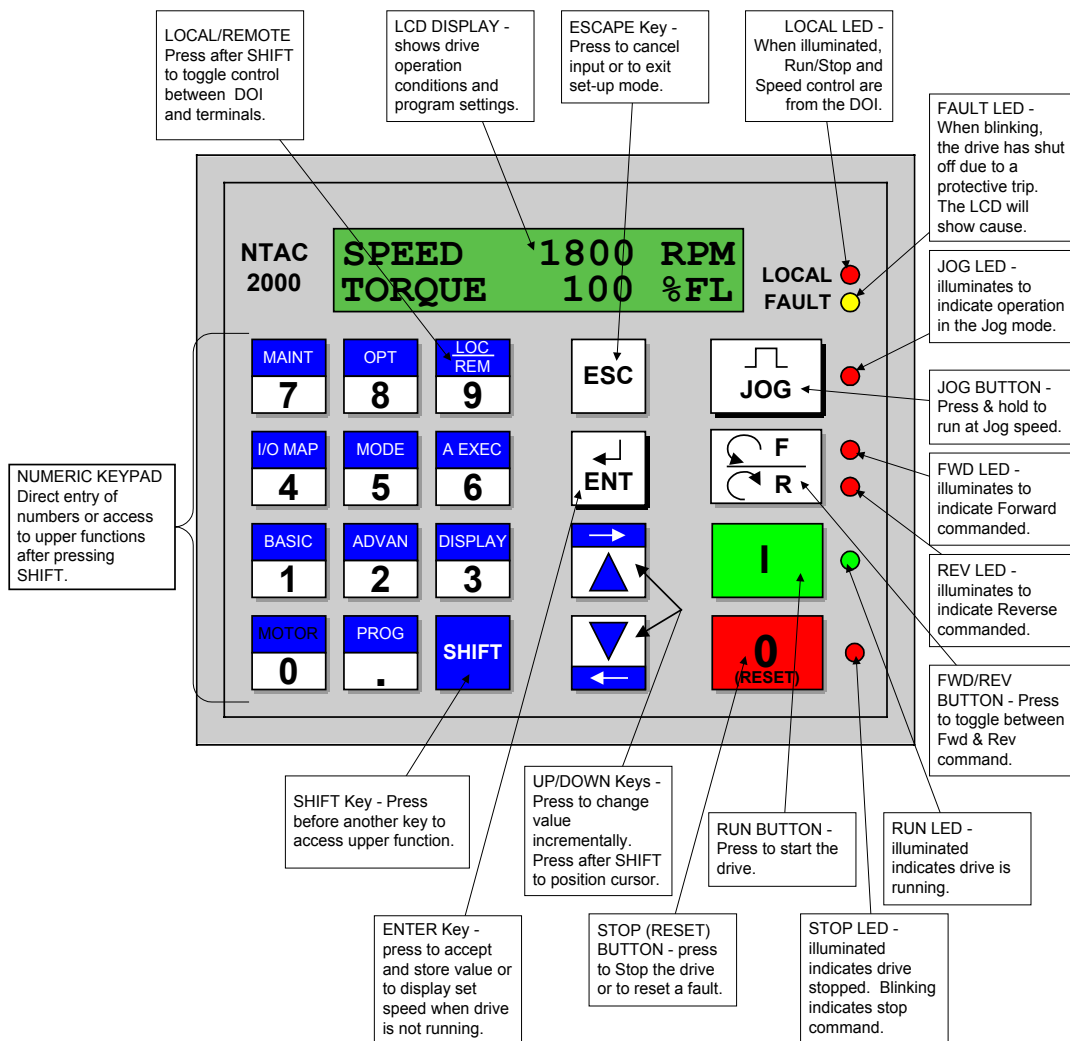 LOCAL/REMOTE
Press after SHIFT
to toggle control
between DOI
and terminals.
LCD DISPLAY -
shows drive
operation
conditions and
program settings.
ESCAPE Key -
Press to cancel
input or to exit
set-up mode.
LOCAL LED -
When illuminated,
Run/Stop and
Speed control are
from the DOI.
FAULT LED -
When blinking,
the drive has shut
off due to a
protective trip.
The LCD will
show cause.
NTAC
2000
SPEED 1800 RPM
TORQUE 100 %FL
LOCAL
FAULT
JOG LED -
illuminates to
indicate operation
in the Jog mode.
MAINT
7
OPT
8
LOC
REM
9
ESC
JOG
JOG BUTTON -
Press & hold to
run at Jog speed.
NUMERIC KEYPAD
Direct entry of
numbers or access
to upper functions
after pressing
SHIFT.
I/O MAP
4
MODE
5
A EXEC
6
ENT
F
R
FWD LED -
illuminates to
indicate Forward
commanded.
BASIC
1
ADVAN
2
DISPLAY
3
I
REV LED -
illuminates to
indicate Reverse
commanded.
MOTOR
0
PROG
.
SHIFT
0
(RESET)
FWD/REV
BUTTON - Press
to toggle between
Fwd & Rev
command.
SHIFT Key - Press
before another key to
access upper function.
UP/DOWN Keys -
Press to change
value
incrementally.
Press after SHIFT
to position cursor.
RUN BUTTON -
Press to start the
drive.
RUN LED -
illuminated
indicates drive is
running.
ENTER Key -
press to accept
and store value or
to display set
speed when drive
is not running.
STOP (RESET)
BUTTON - press
to Stop the drive
or to reset a fault.
STOP LED -
illuminated
indicates drive
stopped. Blinking
indicates stop
command.